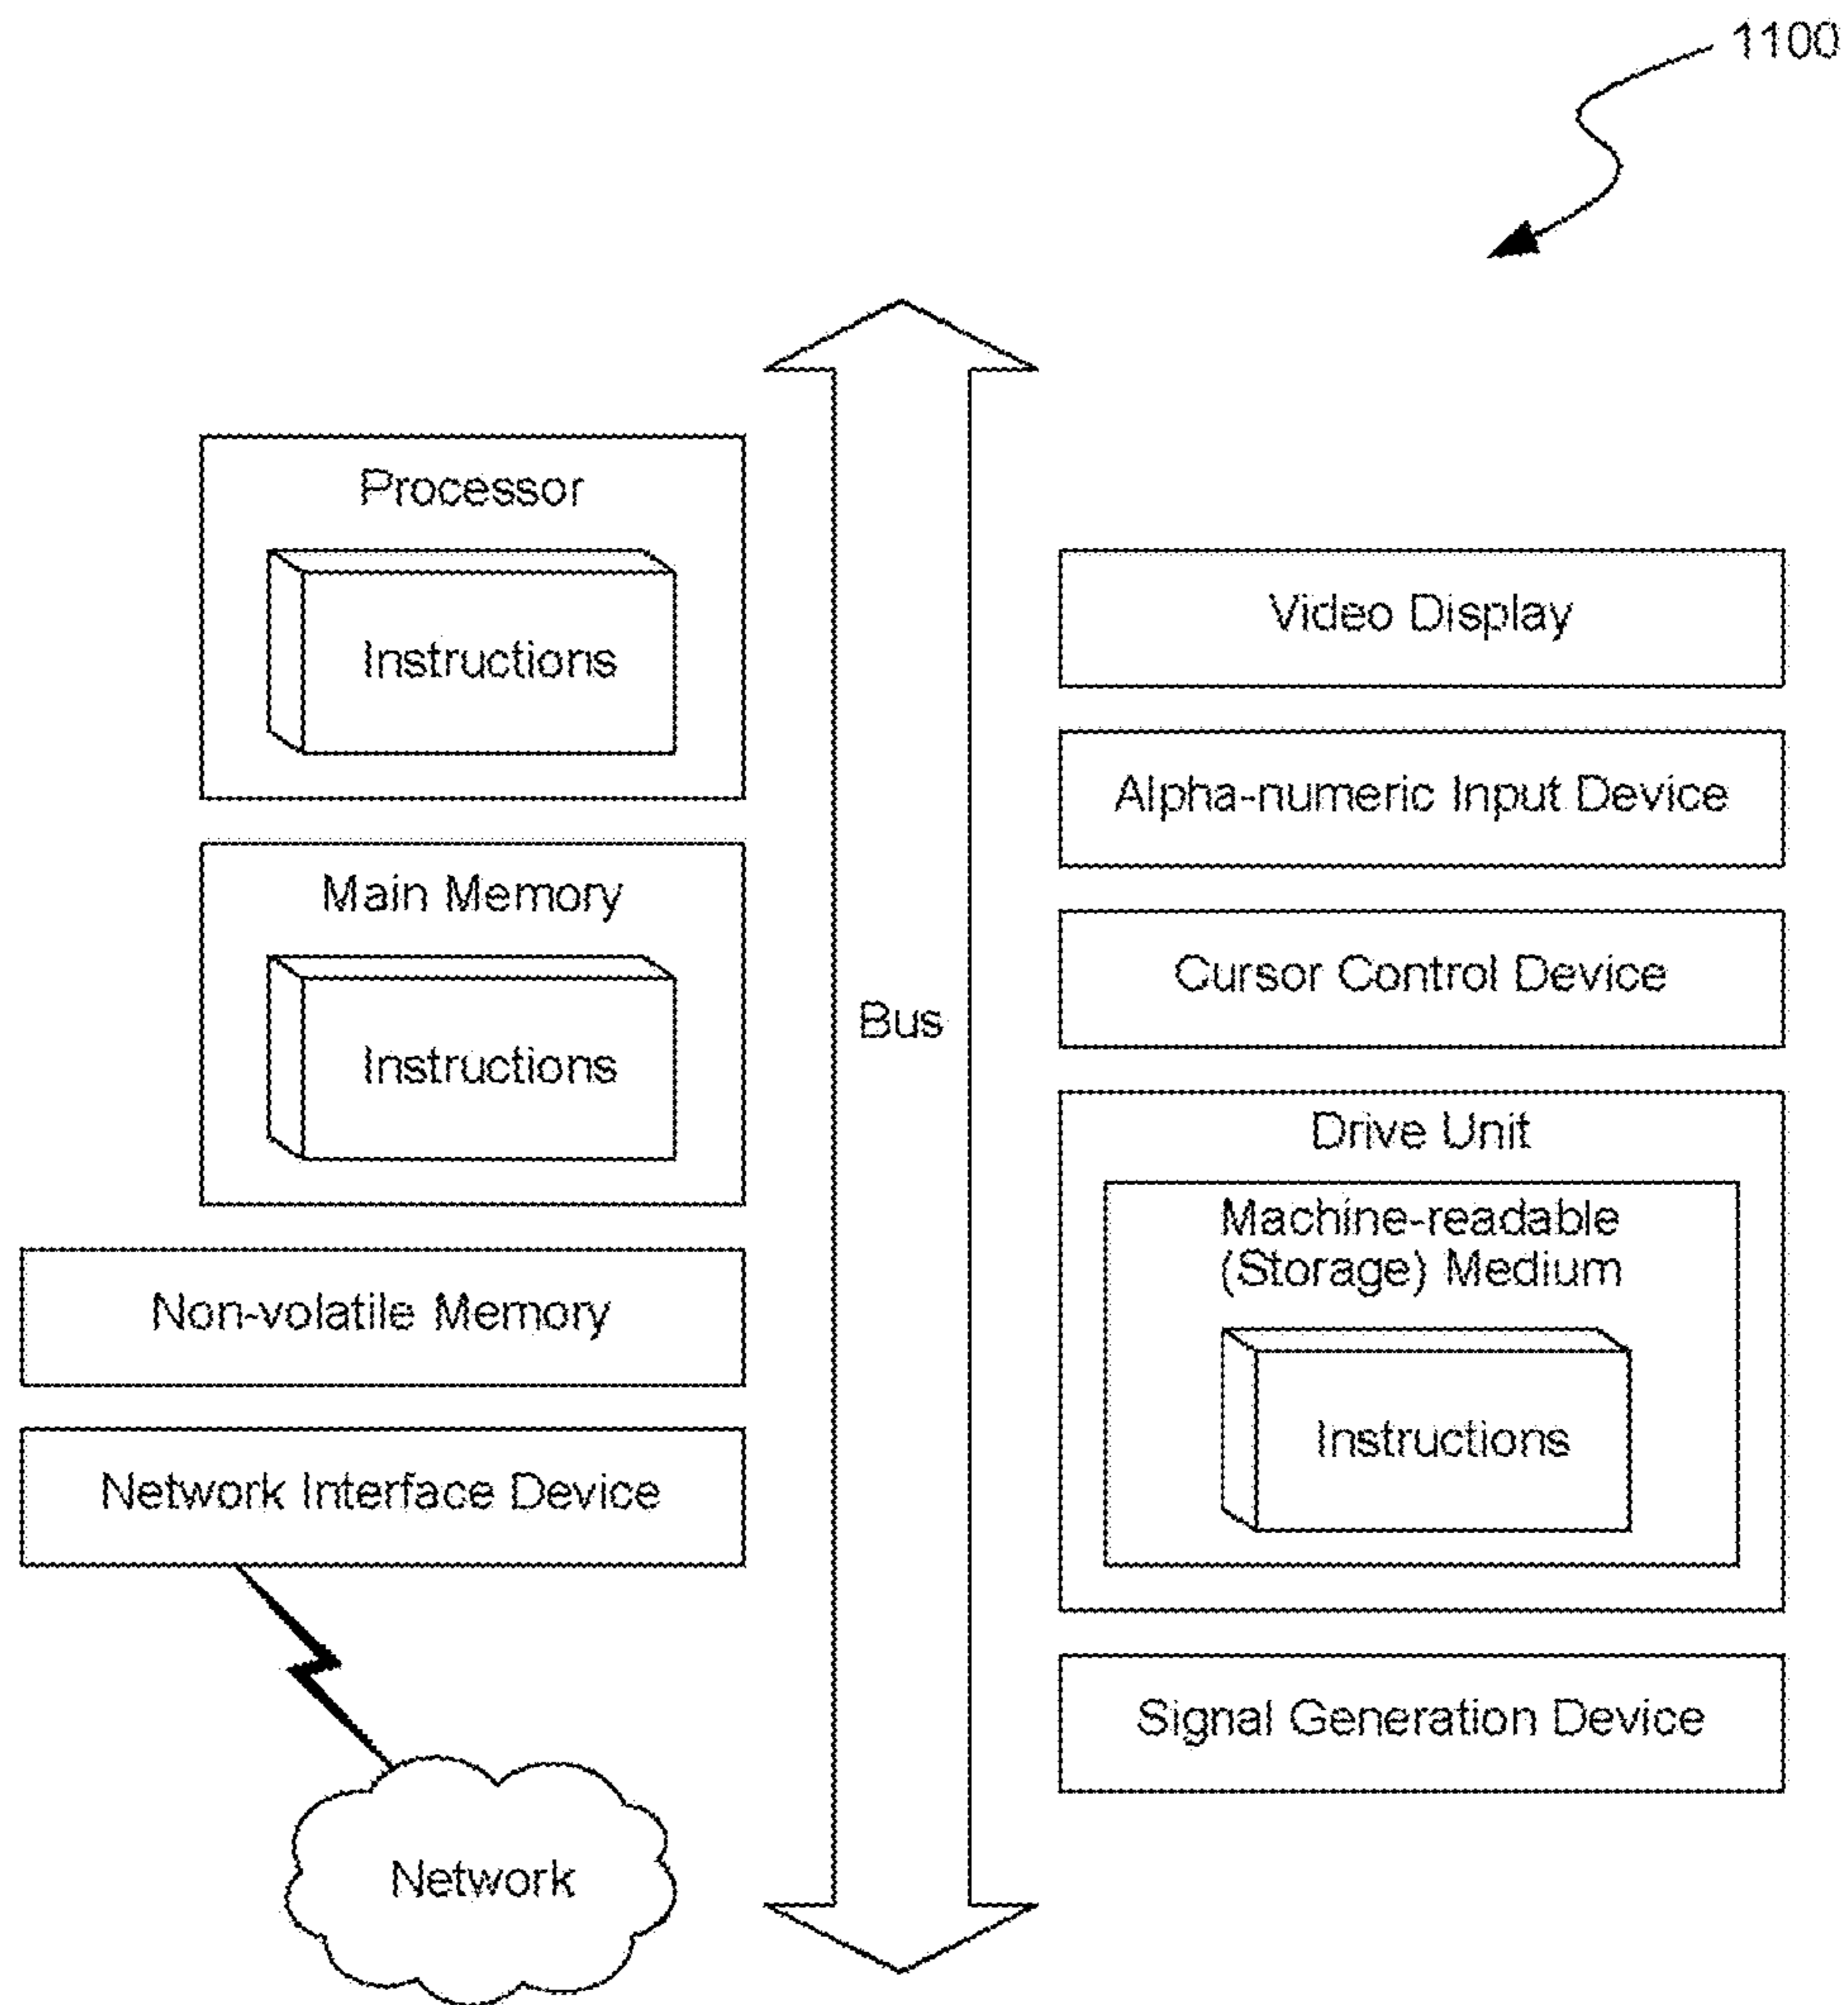 1100
Processor
Instructions
Main Memory
Instructions
Non-volatile Memory
Network Interface Device
Network
Bus
Video Display
Alpha-numeric Input Device
Cursor Control Device
Drive Unit
Machine-readable
(Storage) Medium
Instructions
Signal Generation Device